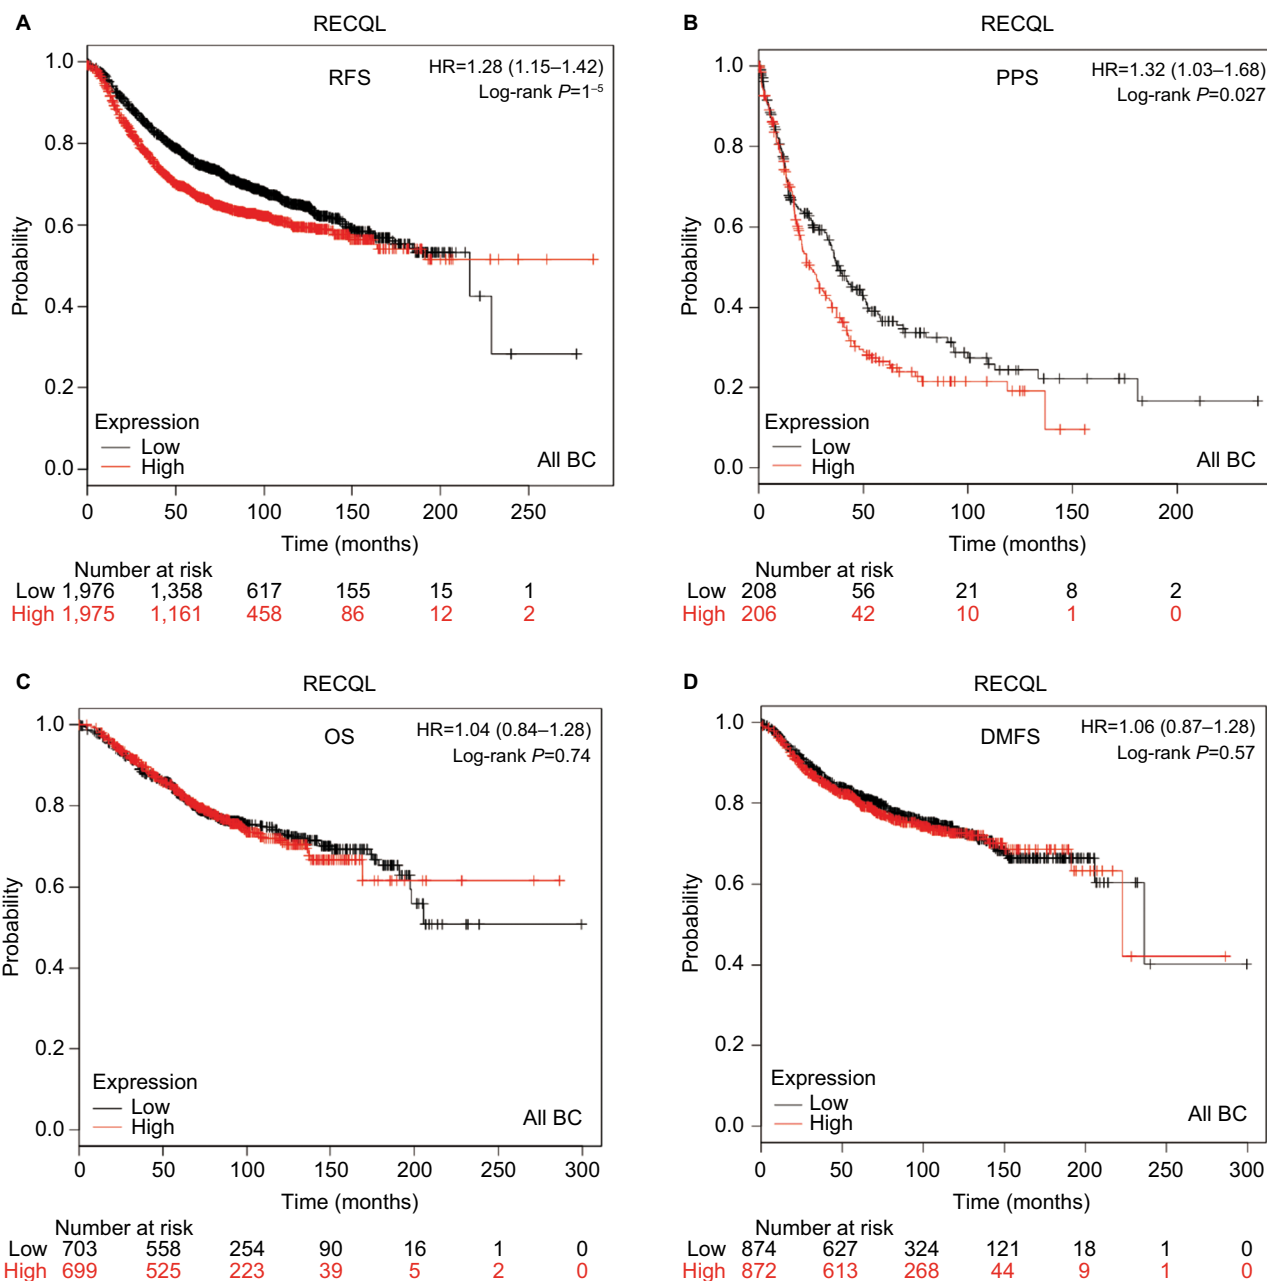 A
RECQL
RFS
HR=1.28 (1.15–1.42)
Log-rank P=1⁻⁵
Probability
1.0
0.8
0.6
0.4
0.2
0.0
Expression
Low
High
All BC
0 50 100 150 200 250
Time (months)
Number at risk
Low 1,976 1,358 617 155 15 1
High 1,975 1,161 458 86 12 2
B
RECQL
PPS
HR=1.32 (1.03–1.68)
Log-rank P=0.027
Probability
1.0
0.8
0.6
0.4
0.2
0.0
Expression
Low
High
All BC
0 50 100 150 200
Time (months)
Number at risk
Low 208 56 21 8 2
High 206 42 10 1 0
C
RECQL
OS
HR=1.04 (0.84–1.28)
Log-rank P=0.74
Probability
1.0
0.8
0.6
0.4
0.2
0.0
Expression
Low
High
All BC
0 50 100 150 200 250 300
Time (months)
Number at risk
Low 703 558 254 90 16 1 0
High 699 525 223 39 5 2 0
D
RECQL
DMFS
HR=1.06 (0.87–1.28)
Log-rank P=0.57
Probability
1.0
0.8
0.6
0.4
0.2
0.0
Expression
Low
High
All BC
0 50 100 150 200 250 300
Time (months)
Number at risk
Low 874 627 324 121 18 1 0
High 872 613 268 44 9 1 0